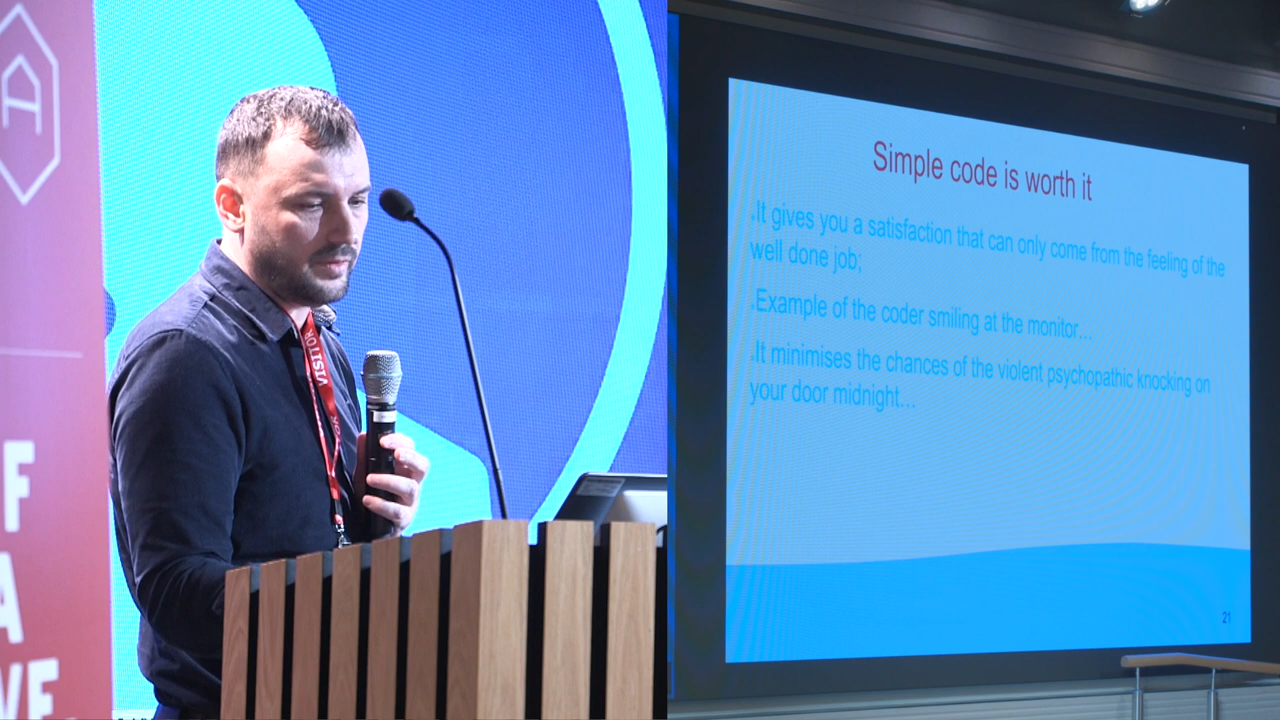 A
F
A
VE
VISITOR
Simple code is worth it
.It gives you a satisfaction that can only come from the feeling of the
well done job;
.Example of the coder smiling at the monitor…
.It minimises the chances of the violent psychopathic knocking on
your door midnight…
21